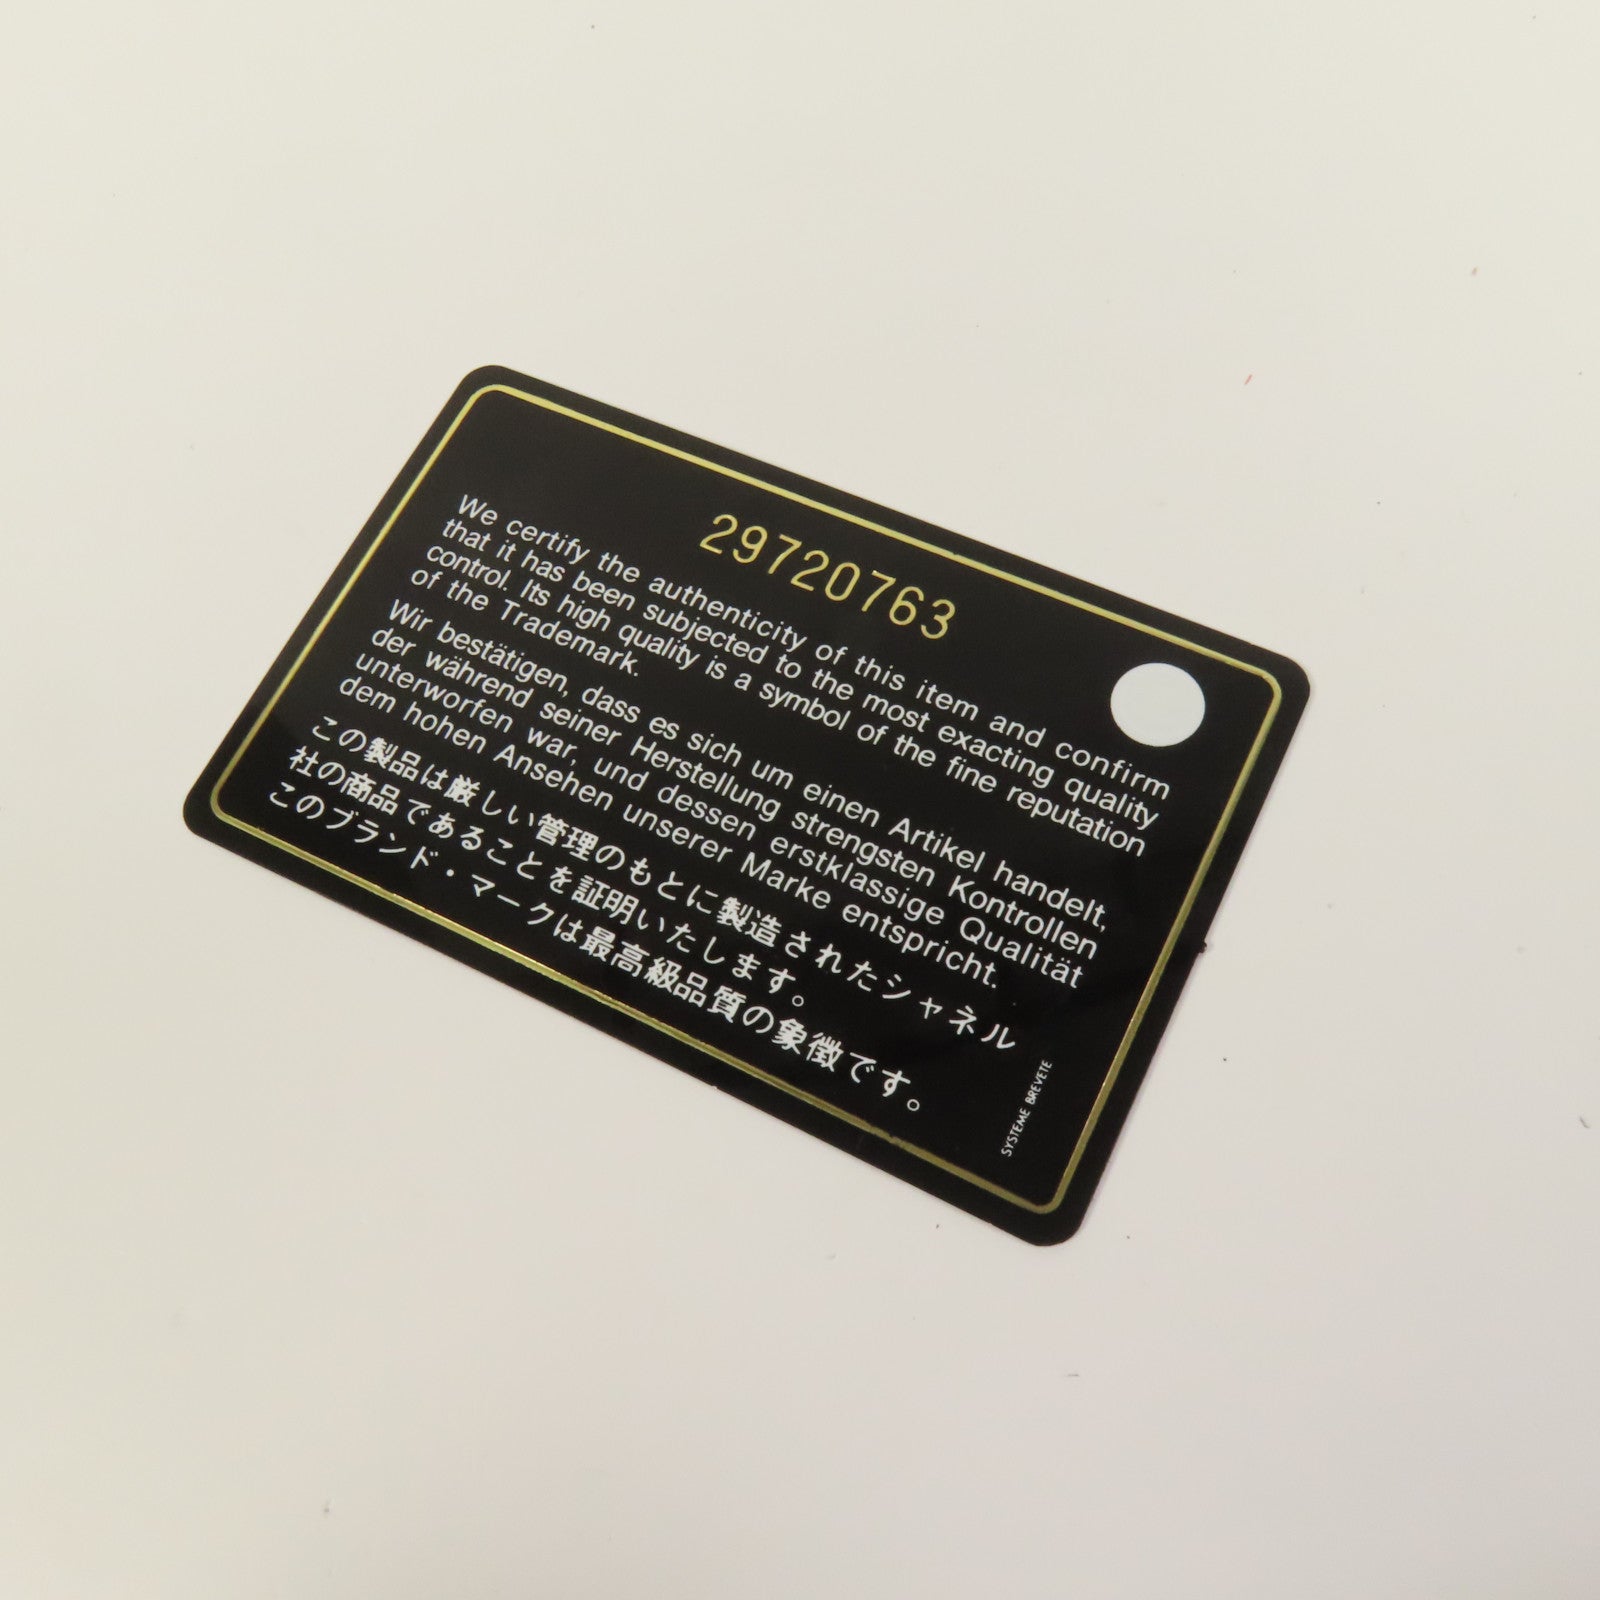 29720763
We certify the authenticity of this item and confirm
that it has been subjected to the most exacting quality
control. Its high quality is a symbol of the fine reputation
of the Trademark.
Wir bestätigen, dass es sich um einen Artikel handelt,
der während seiner Herstellung strengsten Kontrollen
unterworfen war, und dessen erstklassige Qualität
dem hohen Ansehen unserer Marke entspricht.
この製品は厳しい管理のもとに製造されたシャネル
社の商品であることを証明いたします。
このブランド・マークは最高級品質の象徴です。
SYSTEME BREVETE